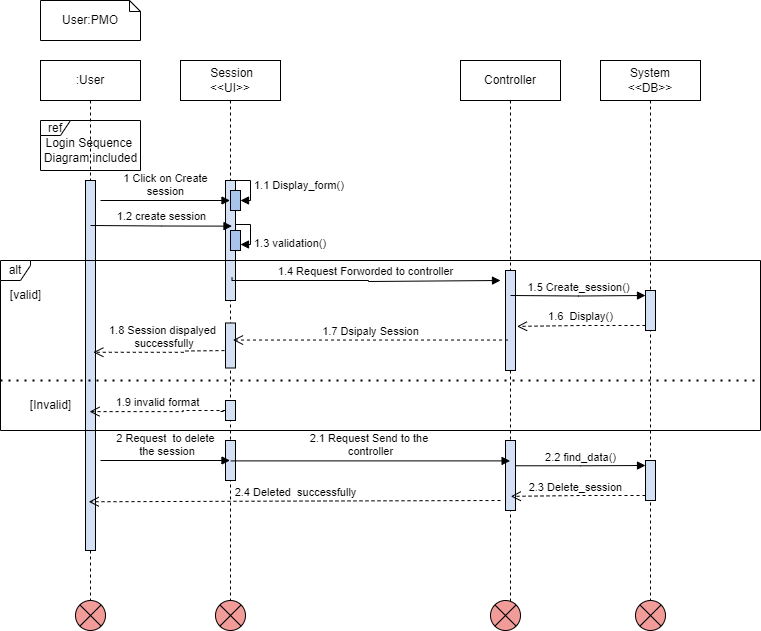 User:PMO
:User
Session
<<UI>>
Controller
System
<<DB>>
ref
Login Sequence
Diagram included
1 Click on Create
session
1.1 Display_form()
1.2 create session
1.3 validation()
alt
[valid]
1.4 Request Forworded to controller
1.5 Create_session()
1.6  Display()
1.7 Dsipaly Session
1.8 Session dispalyed
successfully
[Invalid]
1.9 invalid format
2 Request  to delete
the session
2.1 Request Send to the
controller
2.2 find_data()
2.3 Delete_session
2.4 Deleted  successfully